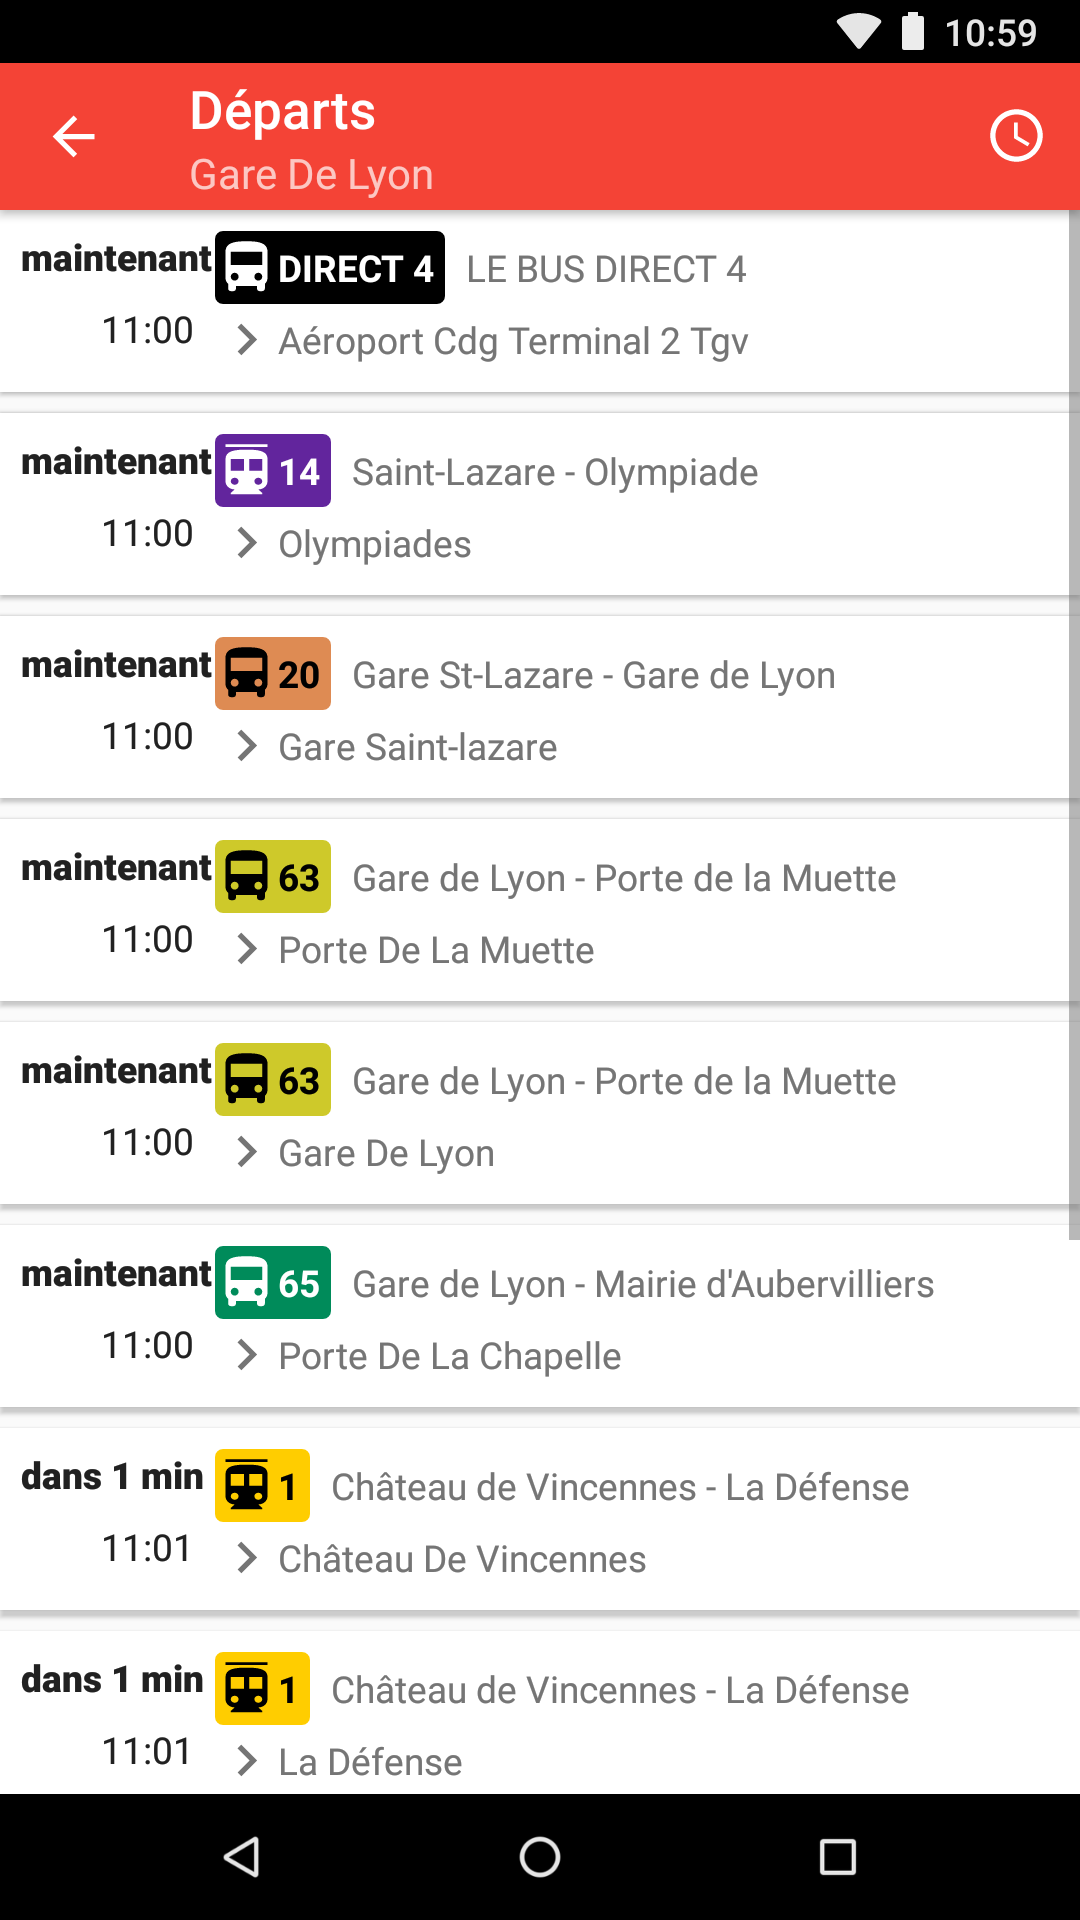 10:59
Départs
Gare De Lyon
maintenant DIRECT 4 LE BUS DIRECT 4
11:00 Aéroport Cdg Terminal 2 Tgv
maintenant 14 Saint-Lazare - Olympiade
11:00 Olympiades
maintenant 20 Gare St-Lazare - Gare de Lyon
11:00 Gare Saint-lazare
maintenant 63 Gare de Lyon - Porte de la Muette
11:00 Porte De La Muette
maintenant 63 Gare de Lyon - Porte de la Muette
11:00 Gare De Lyon
maintenant 65 Gare de Lyon - Mairie d'Aubervilliers
11:00 Porte De La Chapelle
dans 1 min 1 Château de Vincennes - La Défense
11:01 Château De Vincennes
dans 1 min 1 Château de Vincennes - La Défense
11:01 La Défense